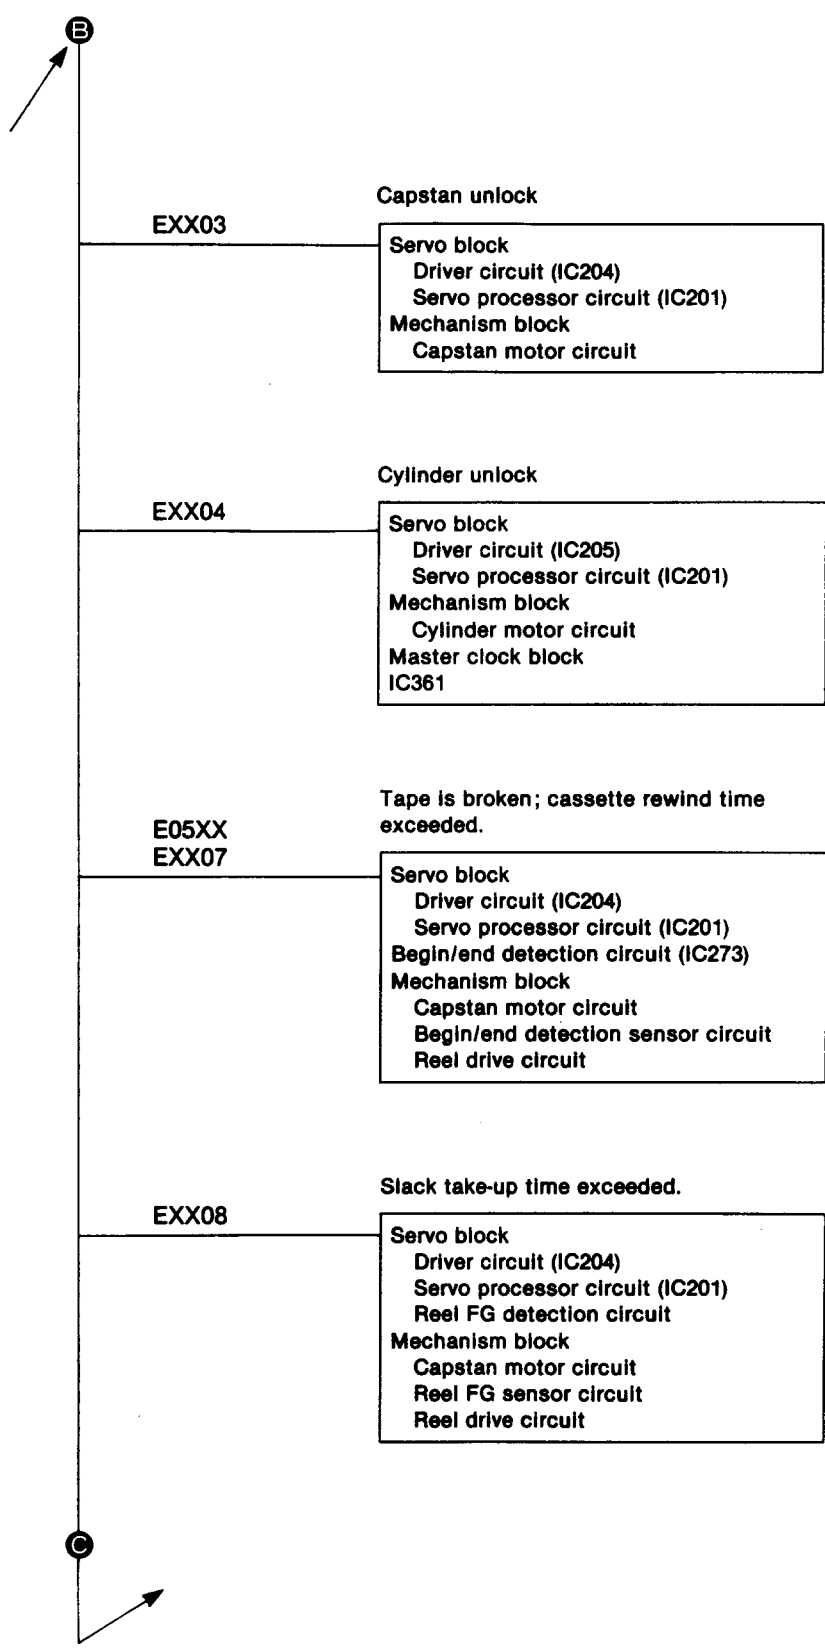 B
Capstan unlock
EXX03
Servo block
Driver circuit (IC204)
Servo processor circuit (IC201)
Mechanism block
Capstan motor circuit
Cylinder unlock
EXX04
Servo block
Driver circuit (IC205)
Servo processor circuit (IC201)
Mechanism block
Cylinder motor circuit
Master clock block
IC361
Tape is broken; cassette rewind time
exceeded.
E05XX
EXX07
Servo block
Driver circuit (IC204)
Servo processor circuit (IC201)
Begin/end detection circuit (IC273)
Mechanism block
Capstan motor circuit
Begin/end detection sensor circuit
Reel drive circuit
Slack take-up time exceeded.
EXX08
Servo block
Driver circuit (IC204)
Servo processor circuit (IC201)
Reel FG detection circuit
Mechanism block
Capstan motor circuit
Reel FG sensor circuit
Reel drive circuit
C